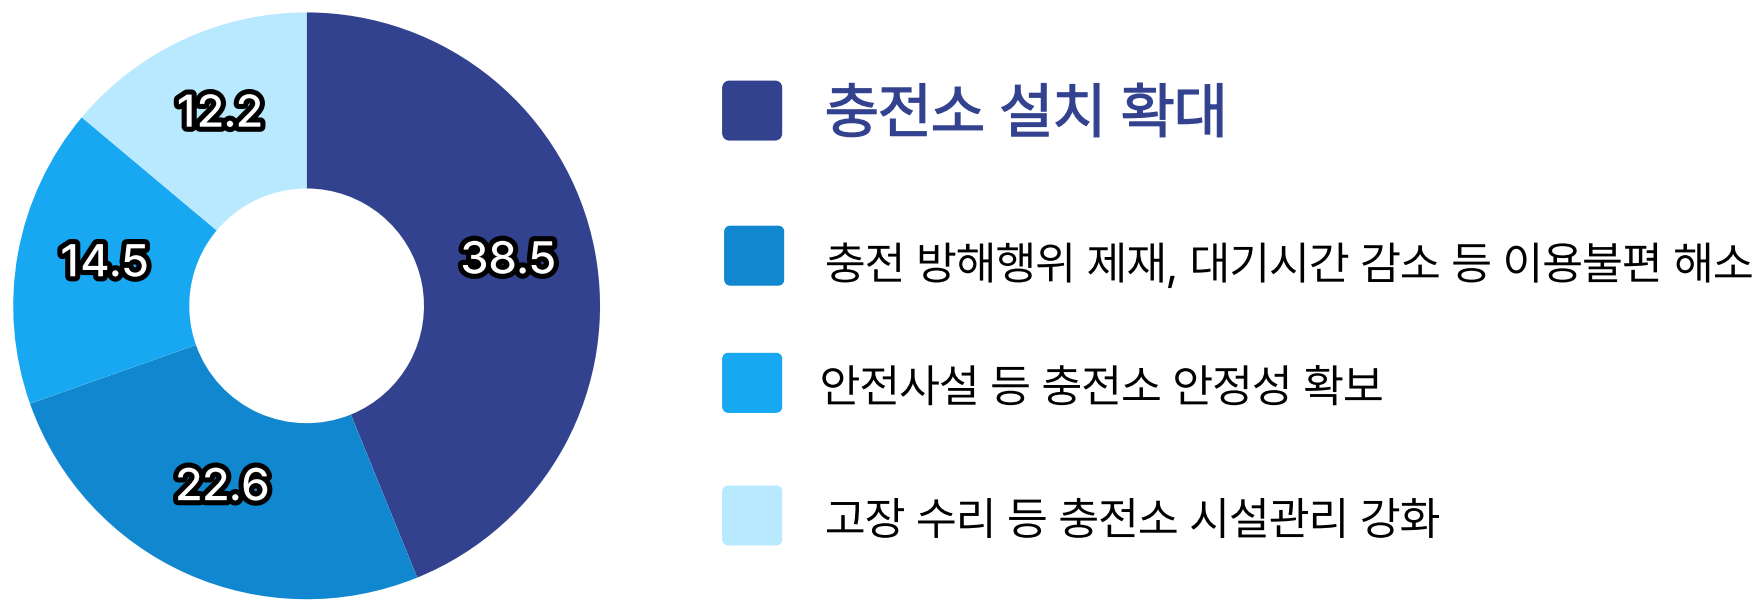 12.2
14.5
38.5
22.6
충전소 설치 확대
충전 방해행위 제재, 대기시간 감소 등 이용불편 해소
안전사설 등 충전소 안정성 확보
고장 수리 등 충전소 시설관리 강화